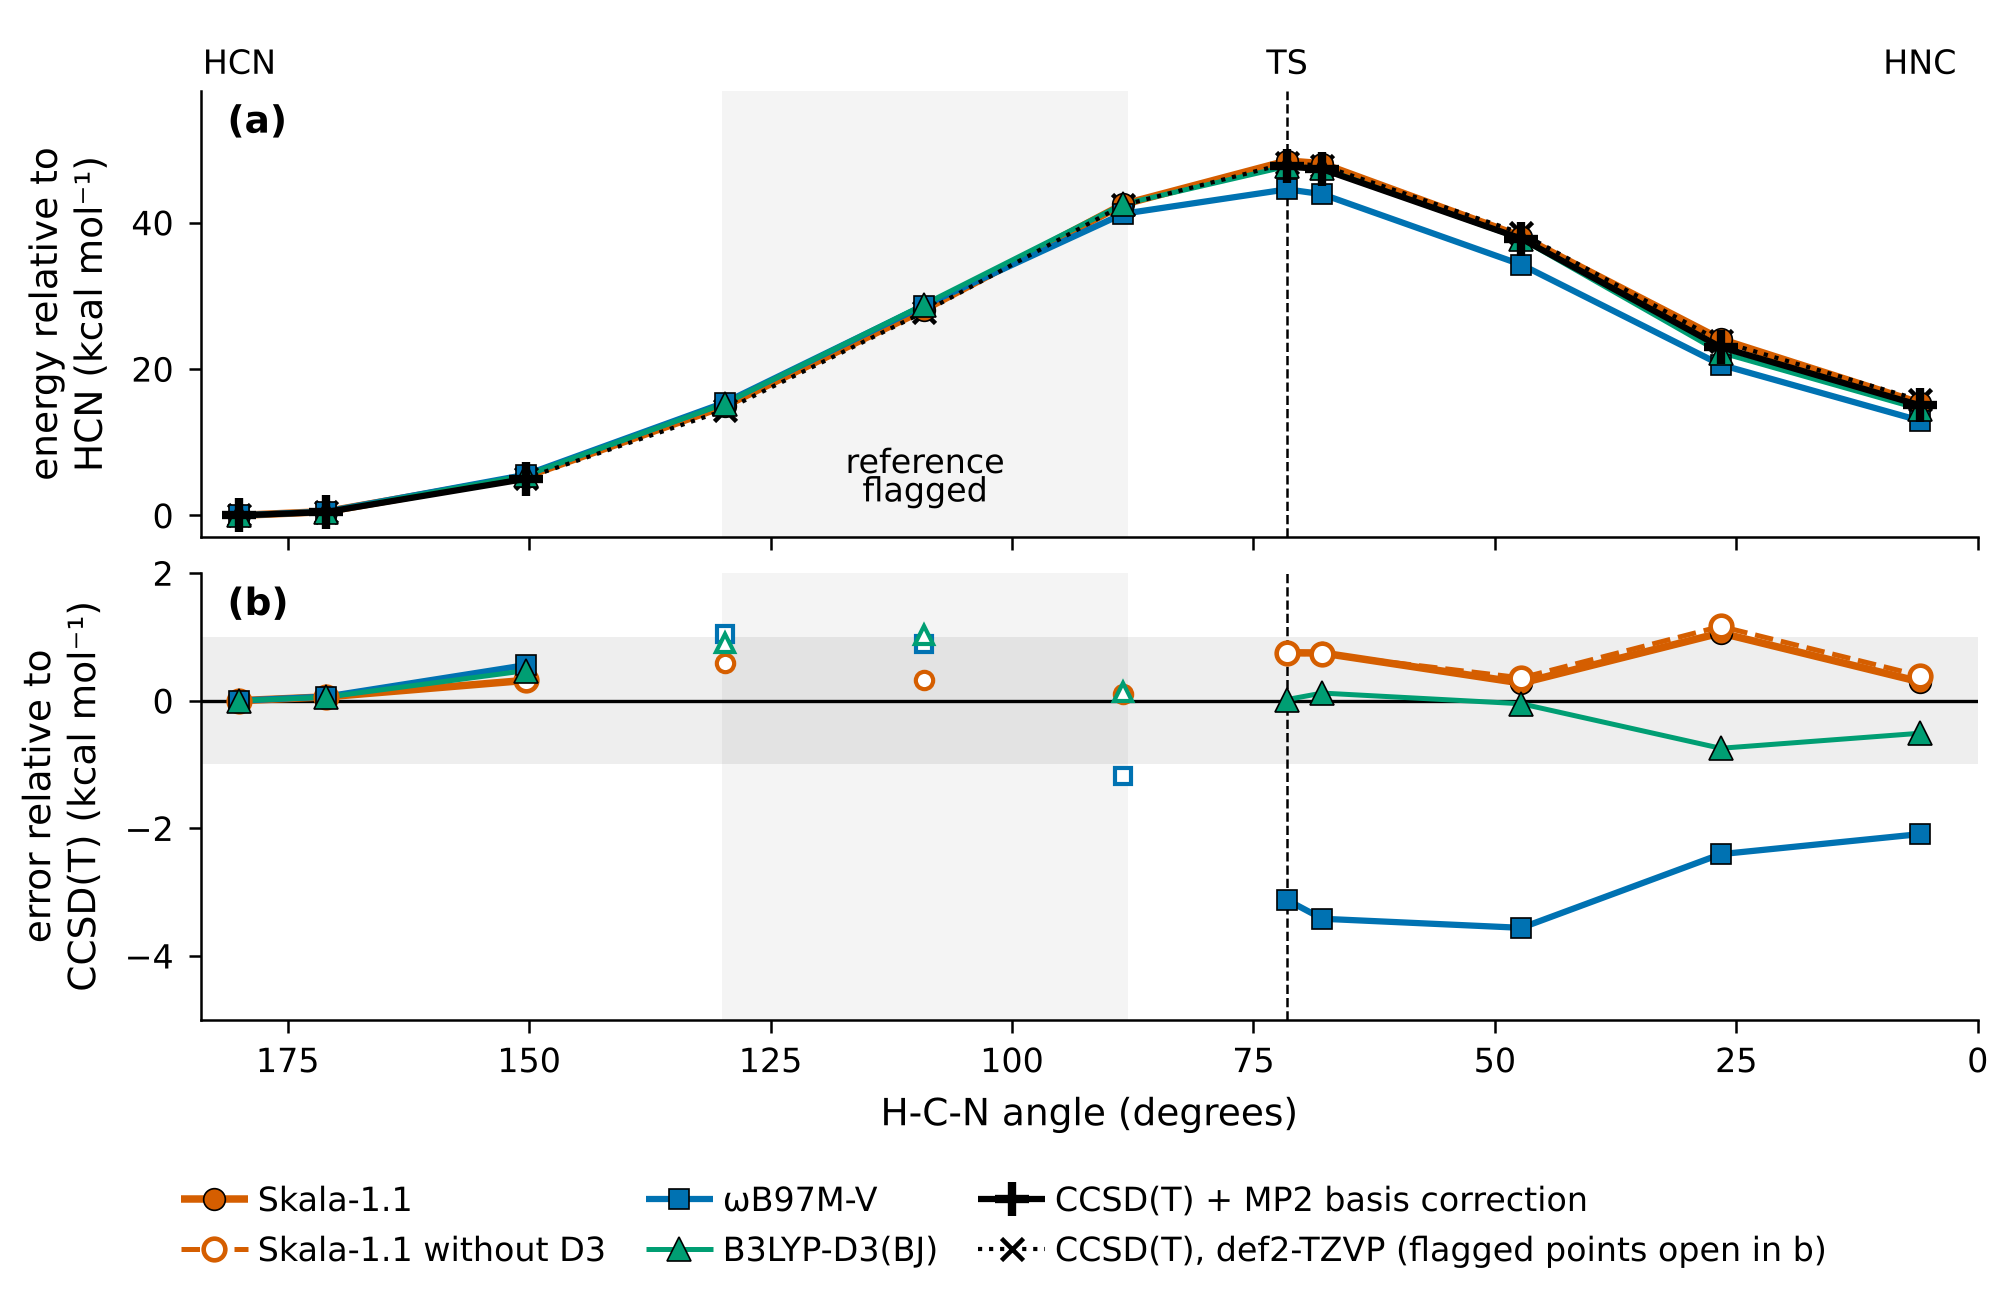 HCN
TS
HNC
(a)
energy relative to
HCN (kcal mol⁻¹)
40
20
0
reference
flagged
(b)
error relative to
CCSD(T) (kcal mol⁻¹)
2
0
−2
−4
175
150
125
100
75
50
25
0
H-C-N angle (degrees)
Skala-1.1
ωB97M-V
CCSD(T) + MP2 basis correction
Skala-1.1 without D3
B3LYP-D3(BJ)
CCSD(T), def2-TZVP (flagged points open in b)